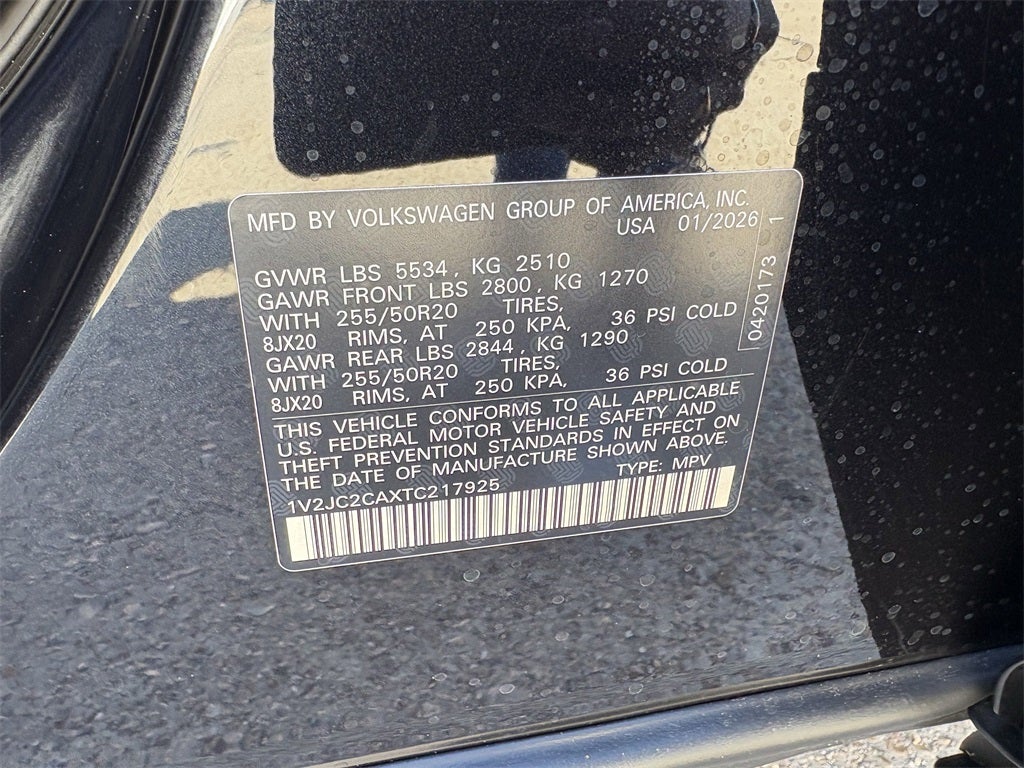 MFD BY VOLKSWAGEN GROUP OF AMERICA, INC.
USA 01/2026
GVWR LBS 5534, KG 2510
GAWR FRONT LBS 2800, KG 1270
WITH 255/50R20 TIRES,
8JX20 RIMS, AT 250 KPA, 36 PSI COLD
GAWR REAR LBS 2844, KG 1290
WITH 255/50R20 TIRES,
8JX20 RIMS, AT 250 KPA, 36 PSI COLD
04201731 1
THIS VEHICLE CONFORMS TO ALL APPLICABLE
U.S. FEDERAL MOTOR VEHICLE SAFETY AND
THEFT PREVENTION STANDARDS IN EFFECT ON
THE DATE OF MANUFACTURE SHOWN ABOVE.
1V2JC2CAXTC217925 TYPE: MPV